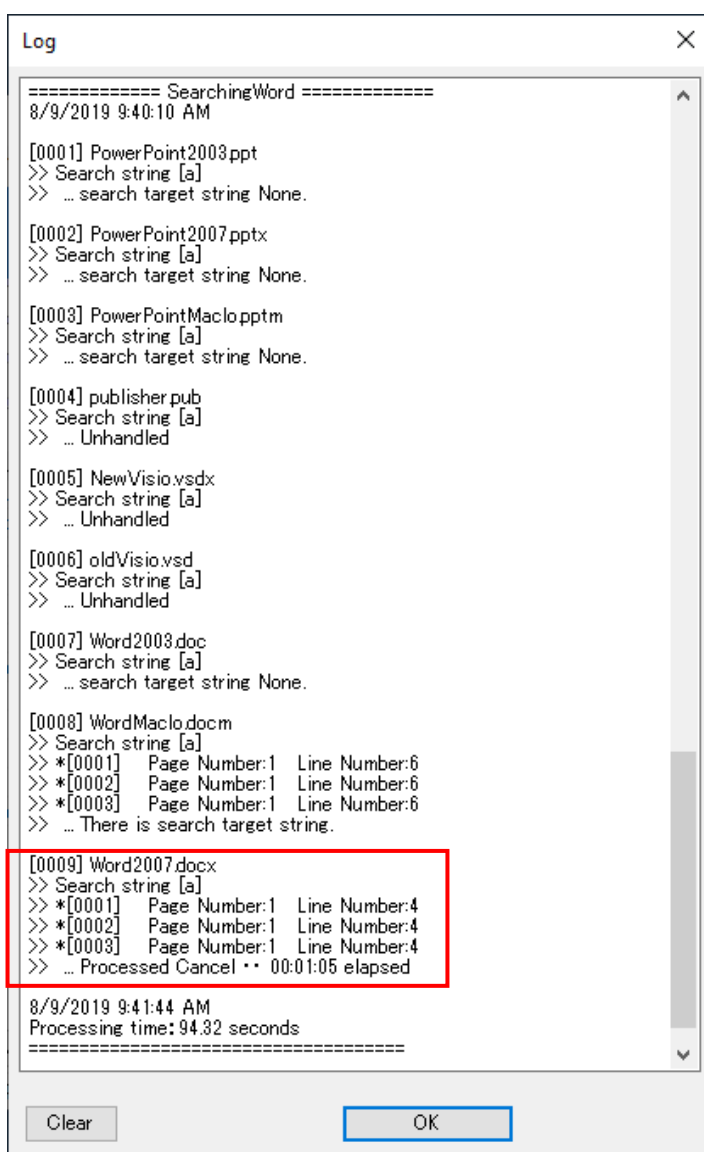 Log
============= SearchingWord =============
8/9/2019 9:40:10 AM
[0001] PowerPoint2003.ppt
>> Search string [a]
>>  ... search target string None.
[0002] PowerPoint2007.pptx
>> Search string [a]
>>  ... search target string None.
[0003] PowerPointMaclo.pptm
>> Search string [a]
>>  ... search target string None.
[0004] publisher.pub
>> Search string [a]
>>  ... Unhandled
[0005] NewVisio.vsdx
>> Search string [a]
>>  ... Unhandled
[0006] oldVisio.vsd
>> Search string [a]
>>  ... Unhandled
[0007] Word2003.doc
>> Search string [a]
>>  ... search target string None.
[0008] WordMaclo.docm
>> Search string [a]
>> *[0001]   Page Number:1   Line Number:6
>> *[0002]   Page Number:1   Line Number:6
>> *[0003]   Page Number:1   Line Number:6
>>  ... There is search target string.
[0009] Word2007.docx
>> Search string [a]
>> *[0001]   Page Number:1   Line Number:4
>> *[0002]   Page Number:1   Line Number:4
>> *[0003]   Page Number:1   Line Number:4
>>  ... Processed Cancel ・・ 00:01:05 elapsed
8/9/2019 9:41:44 AM
Processing time：94.32 seconds
=====================================
Clear OK